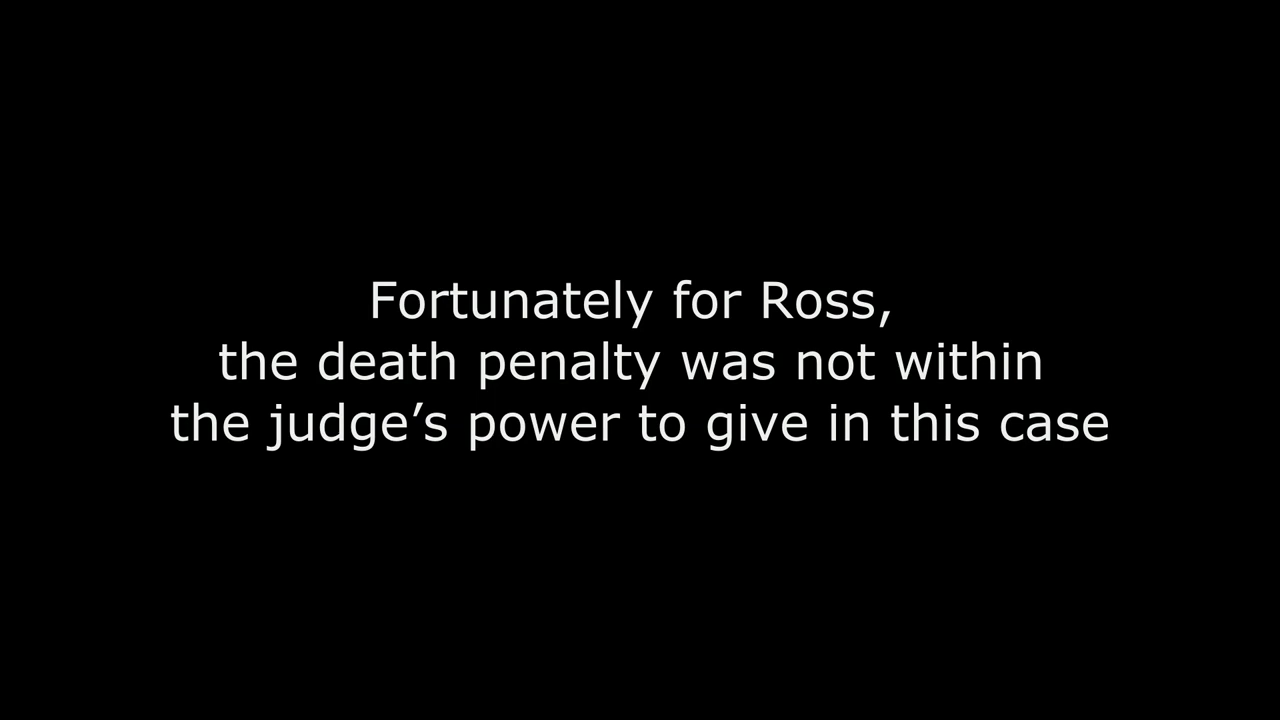 Fortunately for Ross,
the death penalty was not within
the judge’s power to give in this case